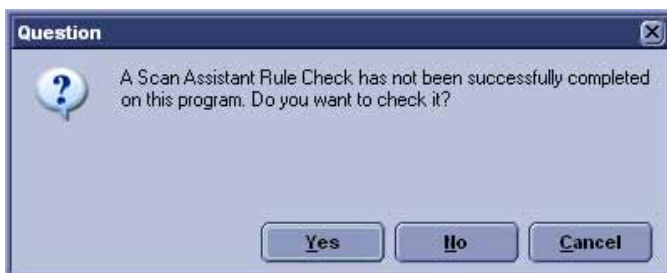 Question
A Scan Assistant Rule Check has not been successfully completed
on this program. Do you want to check it?
Yes
No
Cancel